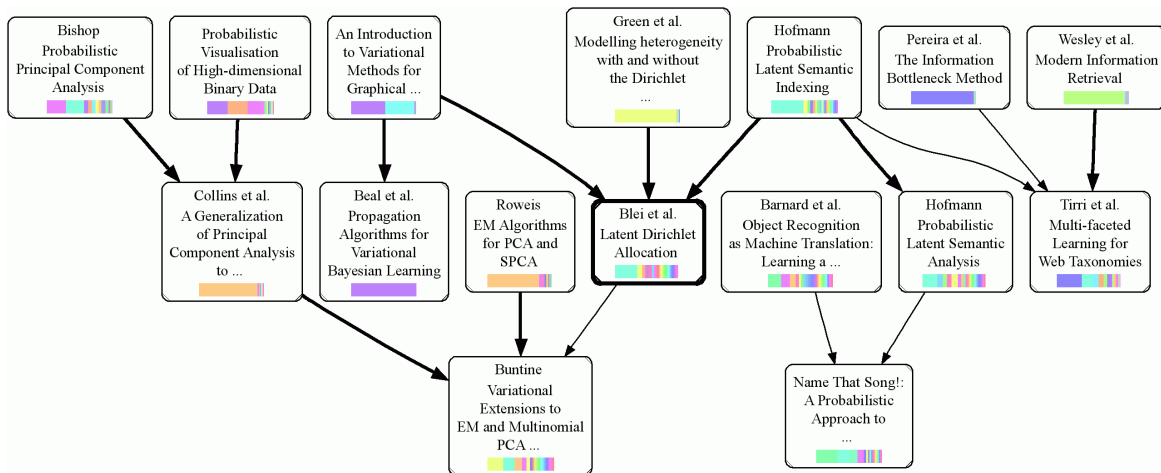 Bishop
Probabilistic
Principal Component
Analysis
Probabilistic
Visualisation
of High-dimensional
Binary Data
An Introduction
to Variational
Methods for
Graphical ...
Green et al.
Modelling heterogeneity
with and without
the Dirichlet
...
Hofmann
Probabilistic
Latent Semantic
Indexing
Pereira et al.
The Information
Bottleneck Method
Wesley et al.
Modern Information
Retrieval
Collins et al.
A Generalization
of Principal
Component Analysis
to ...
Beal et al.
Propagation
Algorithms for
Variational
Bayesian Learning
Roweis
EM Algorithms
for PCA and
SPCA
Blei et al.
Latent Dirichlet
Allocation
Barnard et al.
Object Recognition
as Machine Translation:
Learning a ...
Hofmann
Probabilistic
Latent Semantic
Analysis
Tirri et al.
Multi-faceted
Learning for
Web Taxonomies
Buntine
Variational
Extensions to
EM and Multinomial
PCA ...
Name That Song!:
A Probabilistic
Approach to
...